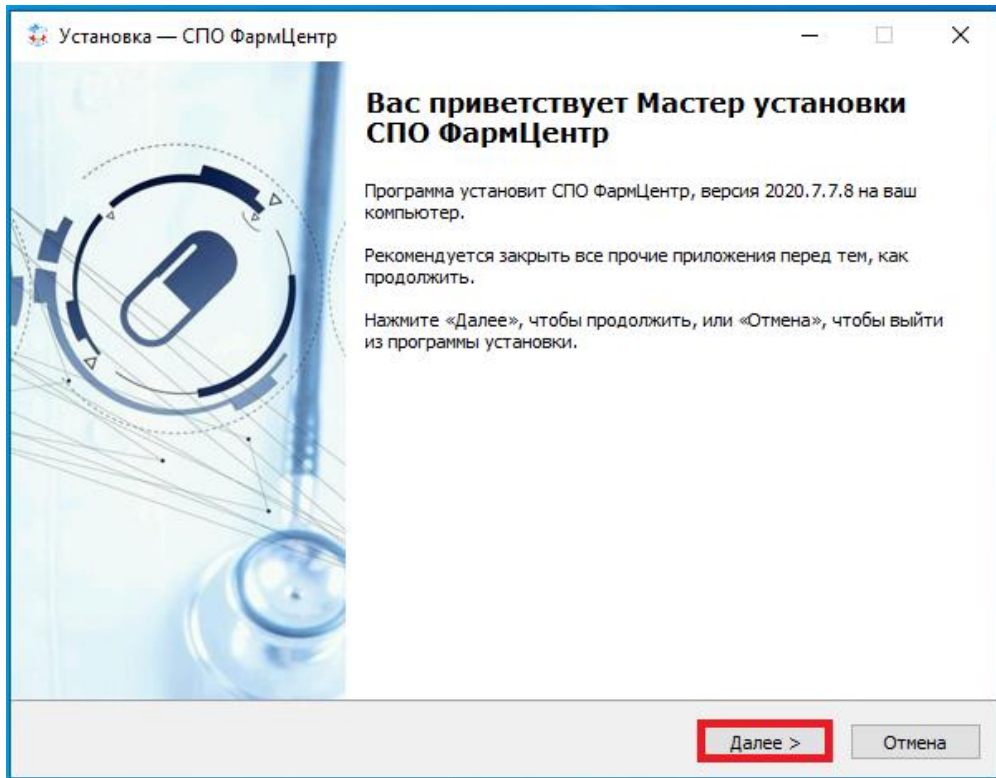 Установка — СПО ФармЦентр
Вас приветствует Мастер установки
СПО ФармЦентр
Программа установит СПО ФармЦентр, версия 2020.7.7.8 на ваш
компьютер.
Рекомендуется закрыть все прочие приложения перед тем, как
продолжить.
Нажмите «Далее», чтобы продолжить, или «Отмена», чтобы выйти
из программы установки.
Далее >
Отмена